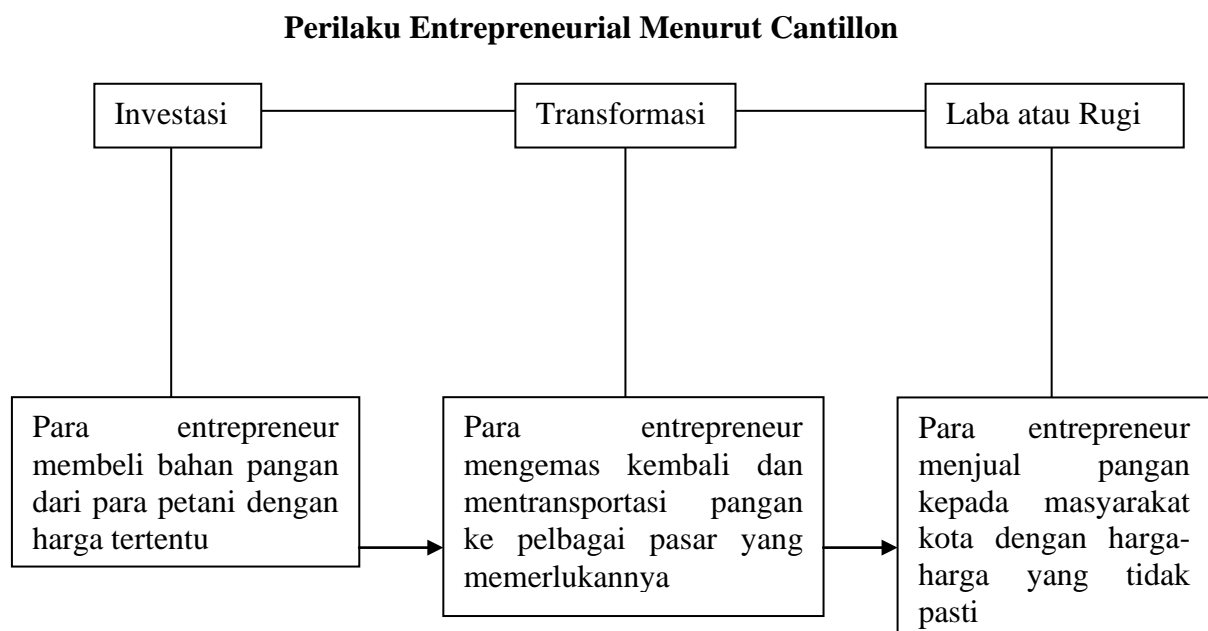 Perilaku Entrepreneurial Menurut Cantillon
Investasi
Transformasi
Laba atau Rugi
Para entrepreneur
membeli bahan pangan
dari para petani dengan
harga tertentu
Para entrepreneur
mengemas kembali dan
mentransportasi pangan
ke pelbagai pasar yang
memerlukannya
Para entrepreneur
menjual pangan
kepada masyarakat
kota dengan harga-
harga yang tidak
pasti